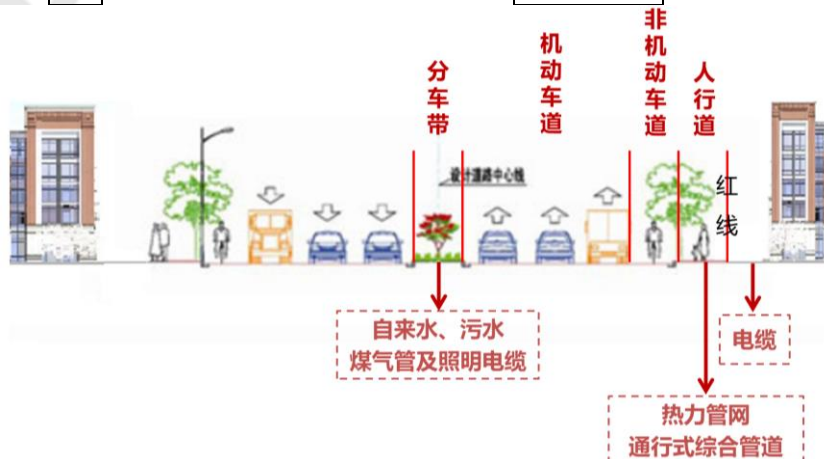 非机动车道
机动车道
分车带
人行道
设计道路中心线
红线
自来水、污水
煤气管及照明电缆
电缆
热力管网
通行式综合管道